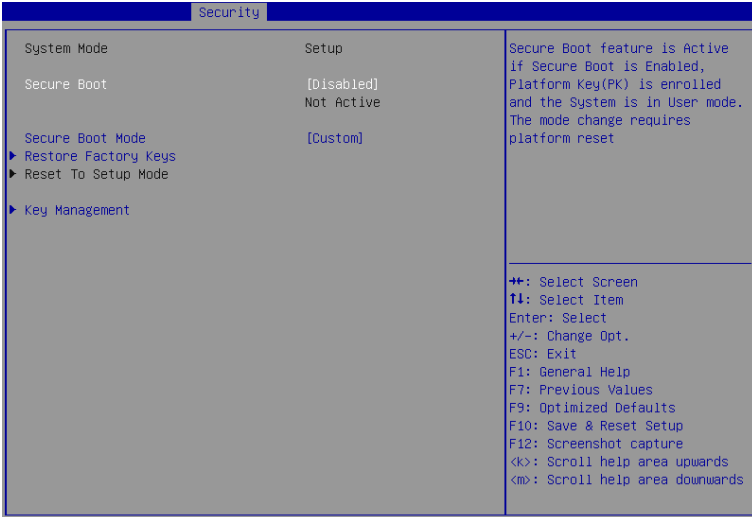 Security
System Mode Setup
Secure Boot [Disabled]
Not Active
Secure Boot Mode [Custom]
Restore Factory Keys
Reset To Setup Mode
Key Management
Secure Boot feature is Active
if Secure Boot is Enabled,
Platform Key(PK) is enrolled
and the System is in User mode.
The mode change requires
platform reset
→←: Select Screen
↑↓: Select Item
Enter: Select
+/-: Change Opt.
ESC: Exit
F1: General Help
F7: Previous Values
F9: Optimized Defaults
F10: Save & Reset Setup
F12: Screenshot capture
<k>: Scroll help area upwards
<m>: Scroll help area downwards